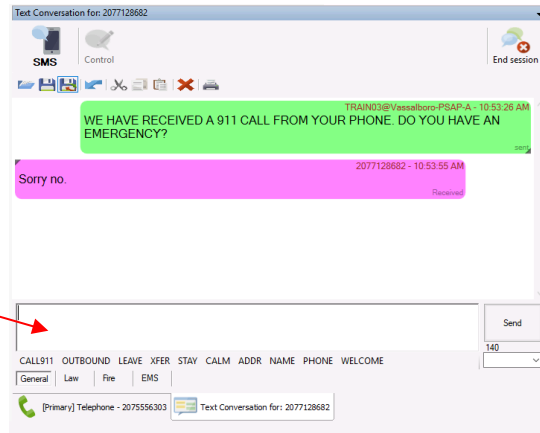 Text Conversation for: 2077128682
SMS
Control
End session
TRAIN03@Vassalboro-PSAP-A - 10:53:26 AM
WE HAVE RECEIVED A 911 CALL FROM YOUR PHONE. DO YOU HAVE AN
EMERGENCY?
sent
2077128682 - 10:53:55 AM
Sorry no.
Received
Send
140
CALL911 OUTBOUND LEAVE XFER STAY CALM ADDR NAME PHONE WELCOME
General Law Fire EMS
[Primary] Telephone - 2075556303 Text Conversation for: 2077128682